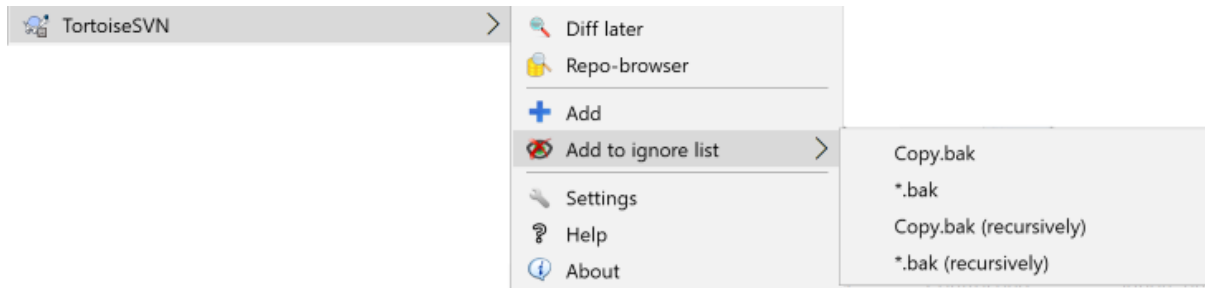 TortoiseSVN
Diff later
Repo-browser
Add
Add to ignore list
Copy.bak
*.bak
Copy.bak (recursively)
*.bak (recursively)
Settings
Help
About